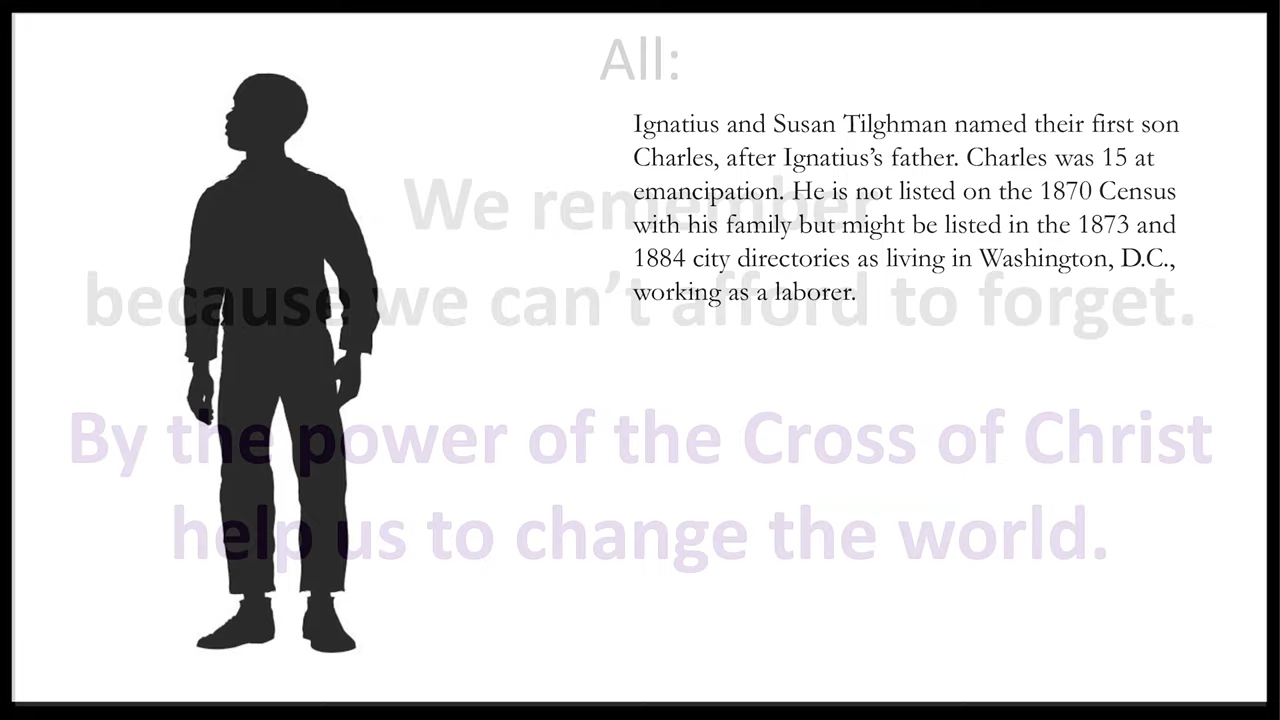 All:
Ignatius and Susan Tilghman named their first son
Charles, after Ignatius’s father. Charles was 15 at
emancipation. He is not listed on the 1870 Census
with his family but might be listed in the 1873 and
1884 city directories as living in Washington, D.C.,
working as a laborer.
We remember
because we can’t afford to forget.
By the power of the Cross of Christ
help us to change the world.